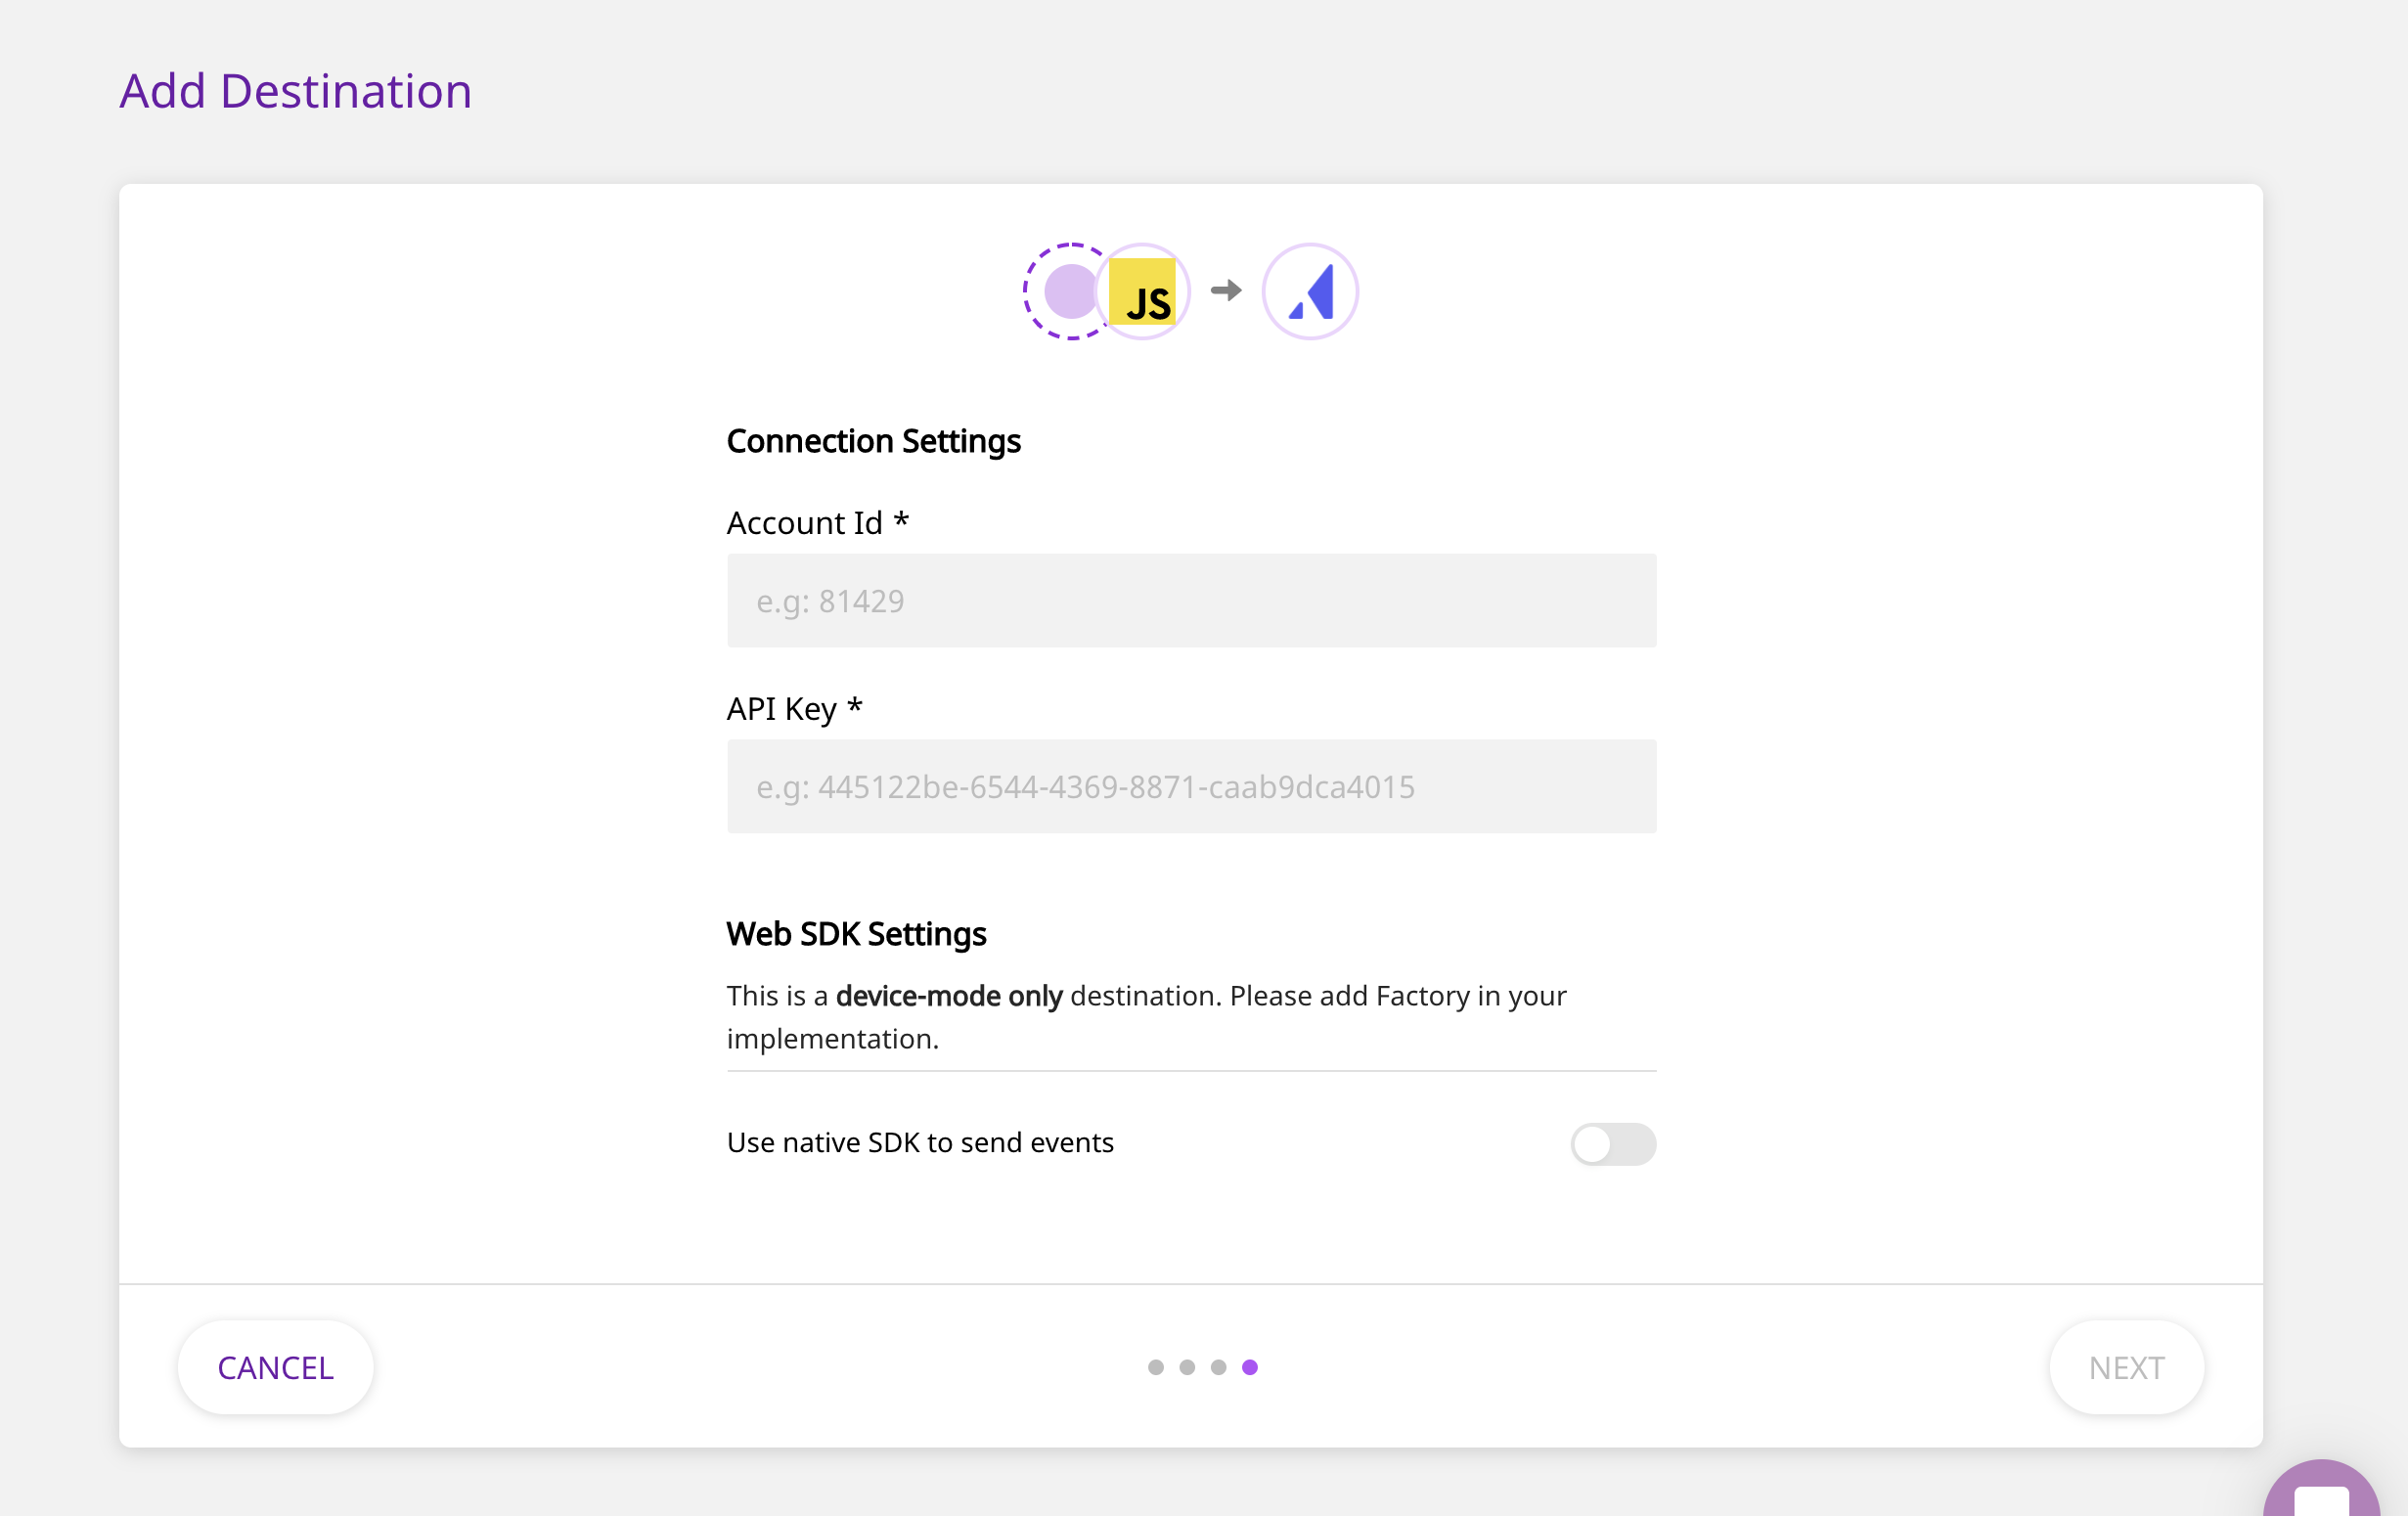 Add Destination
JS
Connection Settings
Account Id *
e.g: 81429
API Key *
e.g: 445122be-6544-4369-8871-caab9dca4015
Web SDK Settings
This is a device-mode only destination. Please add Factory in your
implementation.
Use native SDK to send events
CANCEL
NEXT